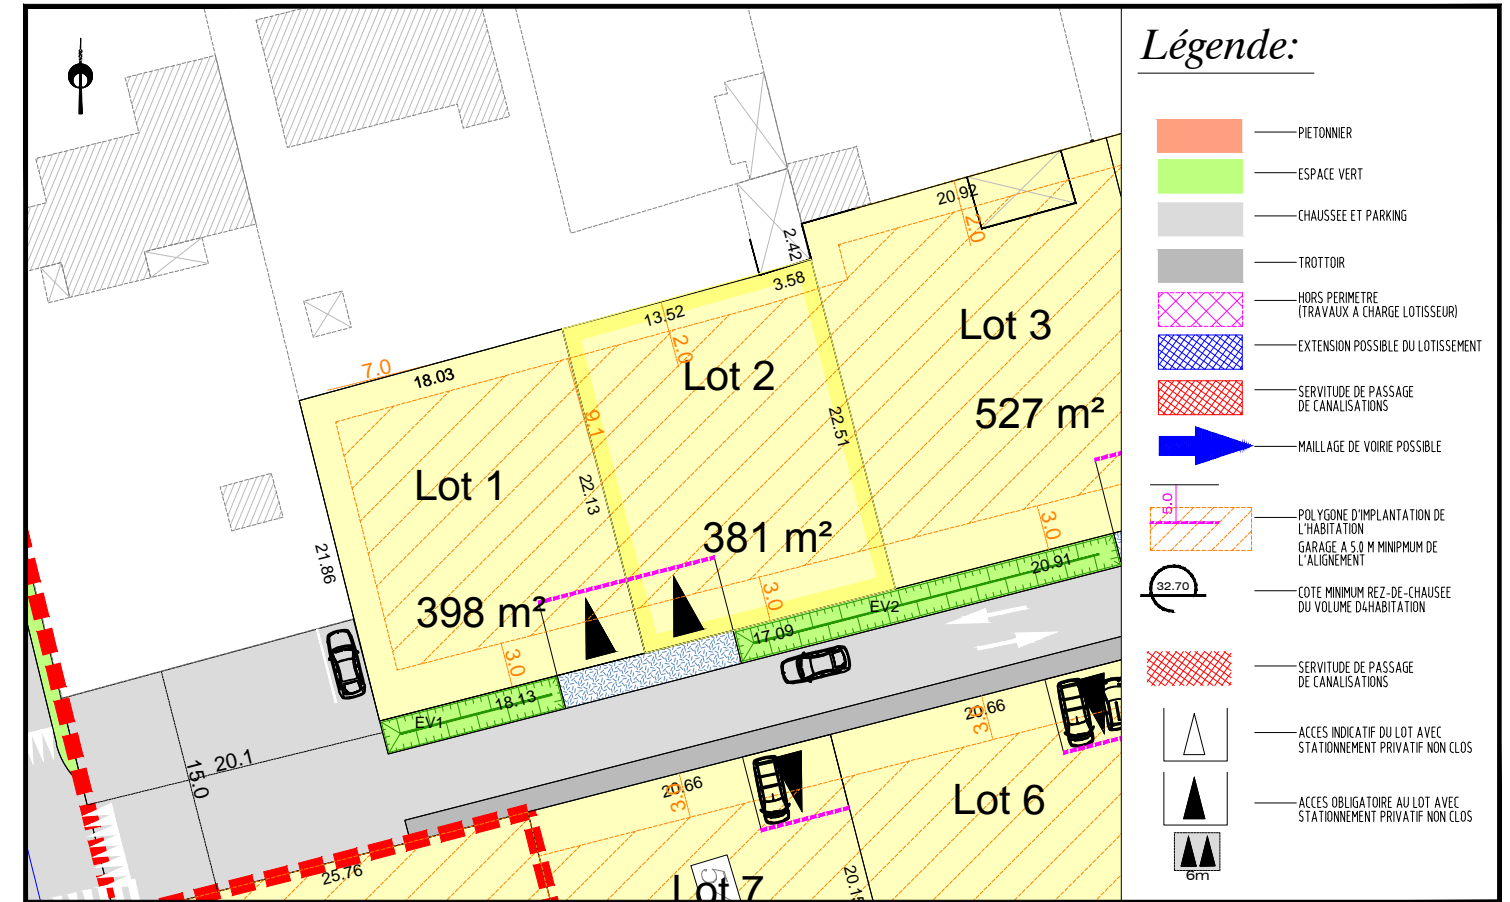 N
Légende:
PIETONNIER
ESPACE VERT
CHAUSSEE ET PARKING
TROTTOIR
HORS PERIMETRE
(TRAVAUX A CHARGE LOTISSEUR)
EXTENSION POSSIBLE DU LOTISSEMENT
SERVITUDE DE PASSAGE
DE CANALISATIONS
MAILLAGE DE VOIRIE POSSIBLE
5.0
POLYGONE D'IMPLANTATION DE
L'HABITATION
GARAGE A 5.0 M MINIPMUM DE
L'ALIGNEMENT
32.70
COTE MINIMUM REZ-DE-CHAUSEE
DU VOLUME D4HABITATION
SERVITUDE DE PASSAGE
DE CANALISATIONS
ACCES INDICATIF DU LOT AVEC
STATIONNEMENT PRIVATIF NON CLOS
ACCES OBLIGATOIRE AU LOT AVEC
STATIONNEMENT PRIVATIF NON CLOS
6m
20.92
2.0
2.42
3.58
13.52
2.0
Lot 3
527 m²
7.0
18.03
Lot 2
9.1
22.51
Lot 1
22.13
381 m²
21.86
398 m²
3.0
3.0
3.0
20.91
EV2
17.09
18.13
EV1
20.1
15.0
20.66
3.0
20.66
3.0
Lot 6
25.76
Lot 7
20.15